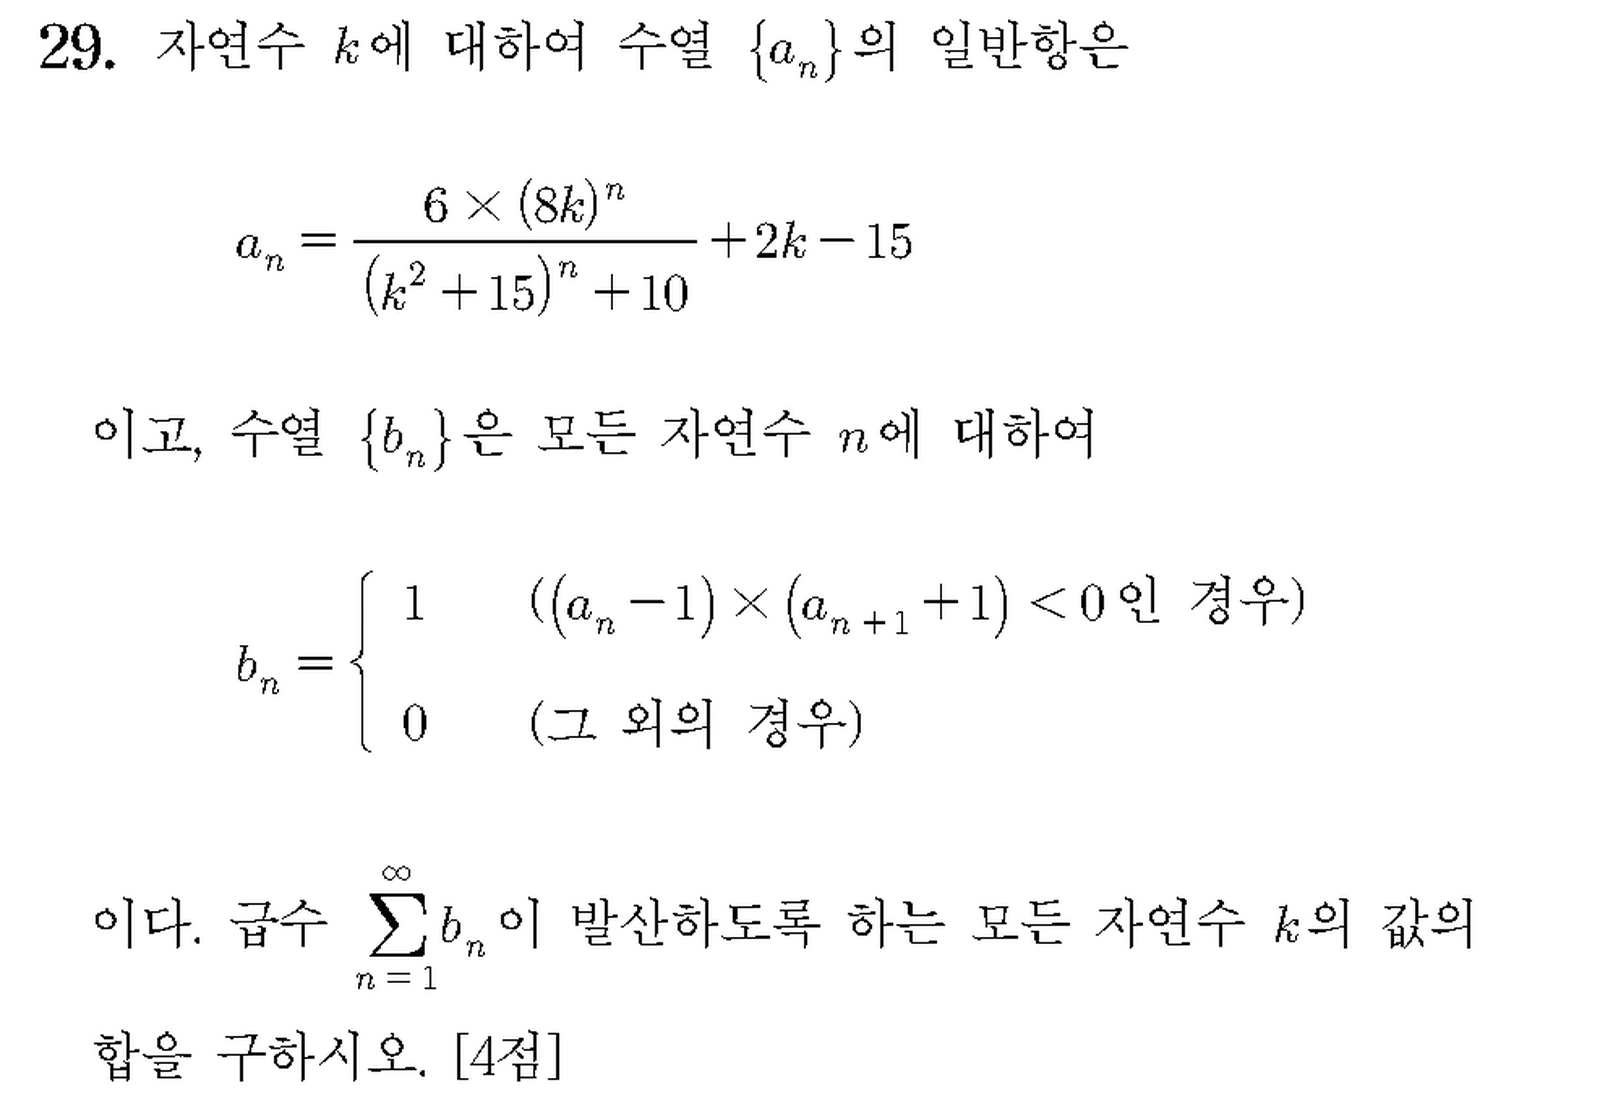 29. 자연수 k에 대하여 수열 {a_n}의 일반항은
a_n = \frac{6 × (8k)^n}{(k^2 + 15)^n + 10} + 2k − 15
이고, 수열 {b_n}은 모든 자연수 n에 대하여
b_n = { 1 ((a_n − 1) × (a_{n+1} + 1) < 0인 경우)
0 (그 외의 경우)
이다. 급수 \sum_{n=1}^{∞} b_n이 발산하도록 하는 모든 자연수 k의 값의
합을 구하시오. [4점]